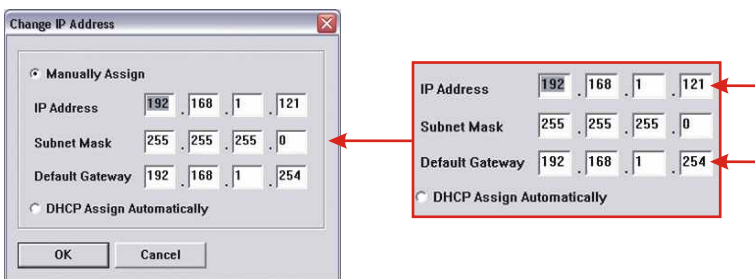 Change IP Address
Manually Assign
IP Address 192 . 168 . 1 . 121
Subnet Mask 255 . 255 . 255 . 0
Default Gateway 192 . 168 . 1 . 254
DHCP Assign Automatically
OK Cancel
IP Address 192 . 168 . 1 . 121
Subnet Mask 255 . 255 . 255 . 0
Default Gateway 192 . 168 . 1 . 254
DHCP Assign Automatically